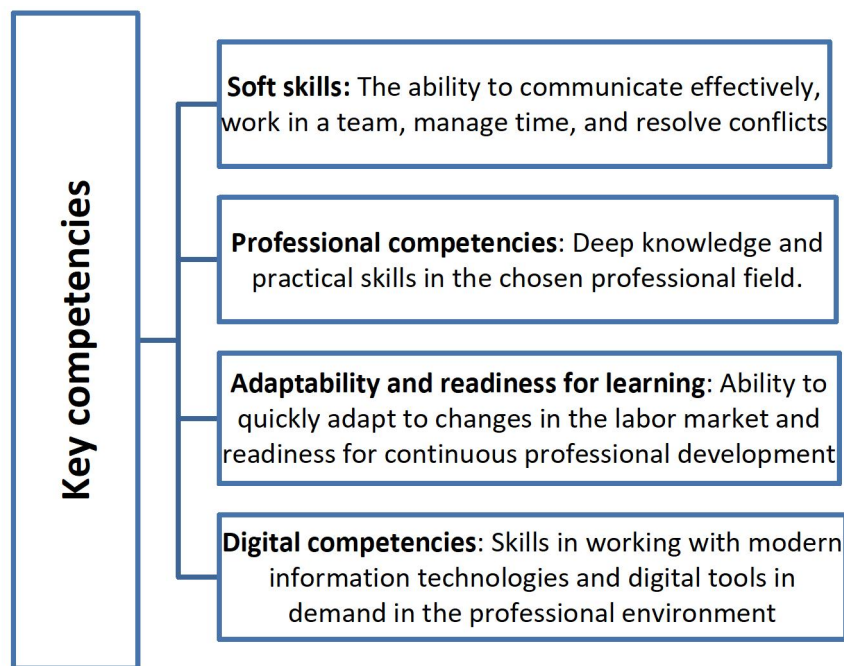 Key competencies
Soft skills: The ability to communicate effectively,
work in a team, manage time, and resolve conflicts
Professional competencies: Deep knowledge and
practical skills in the chosen professional field.
Adaptability and readiness for learning: Ability to
quickly adapt to changes in the labor market and
readiness for continuous professional development
Digital competencies: Skills in working with modern
information technologies and digital tools in
demand in the professional environment